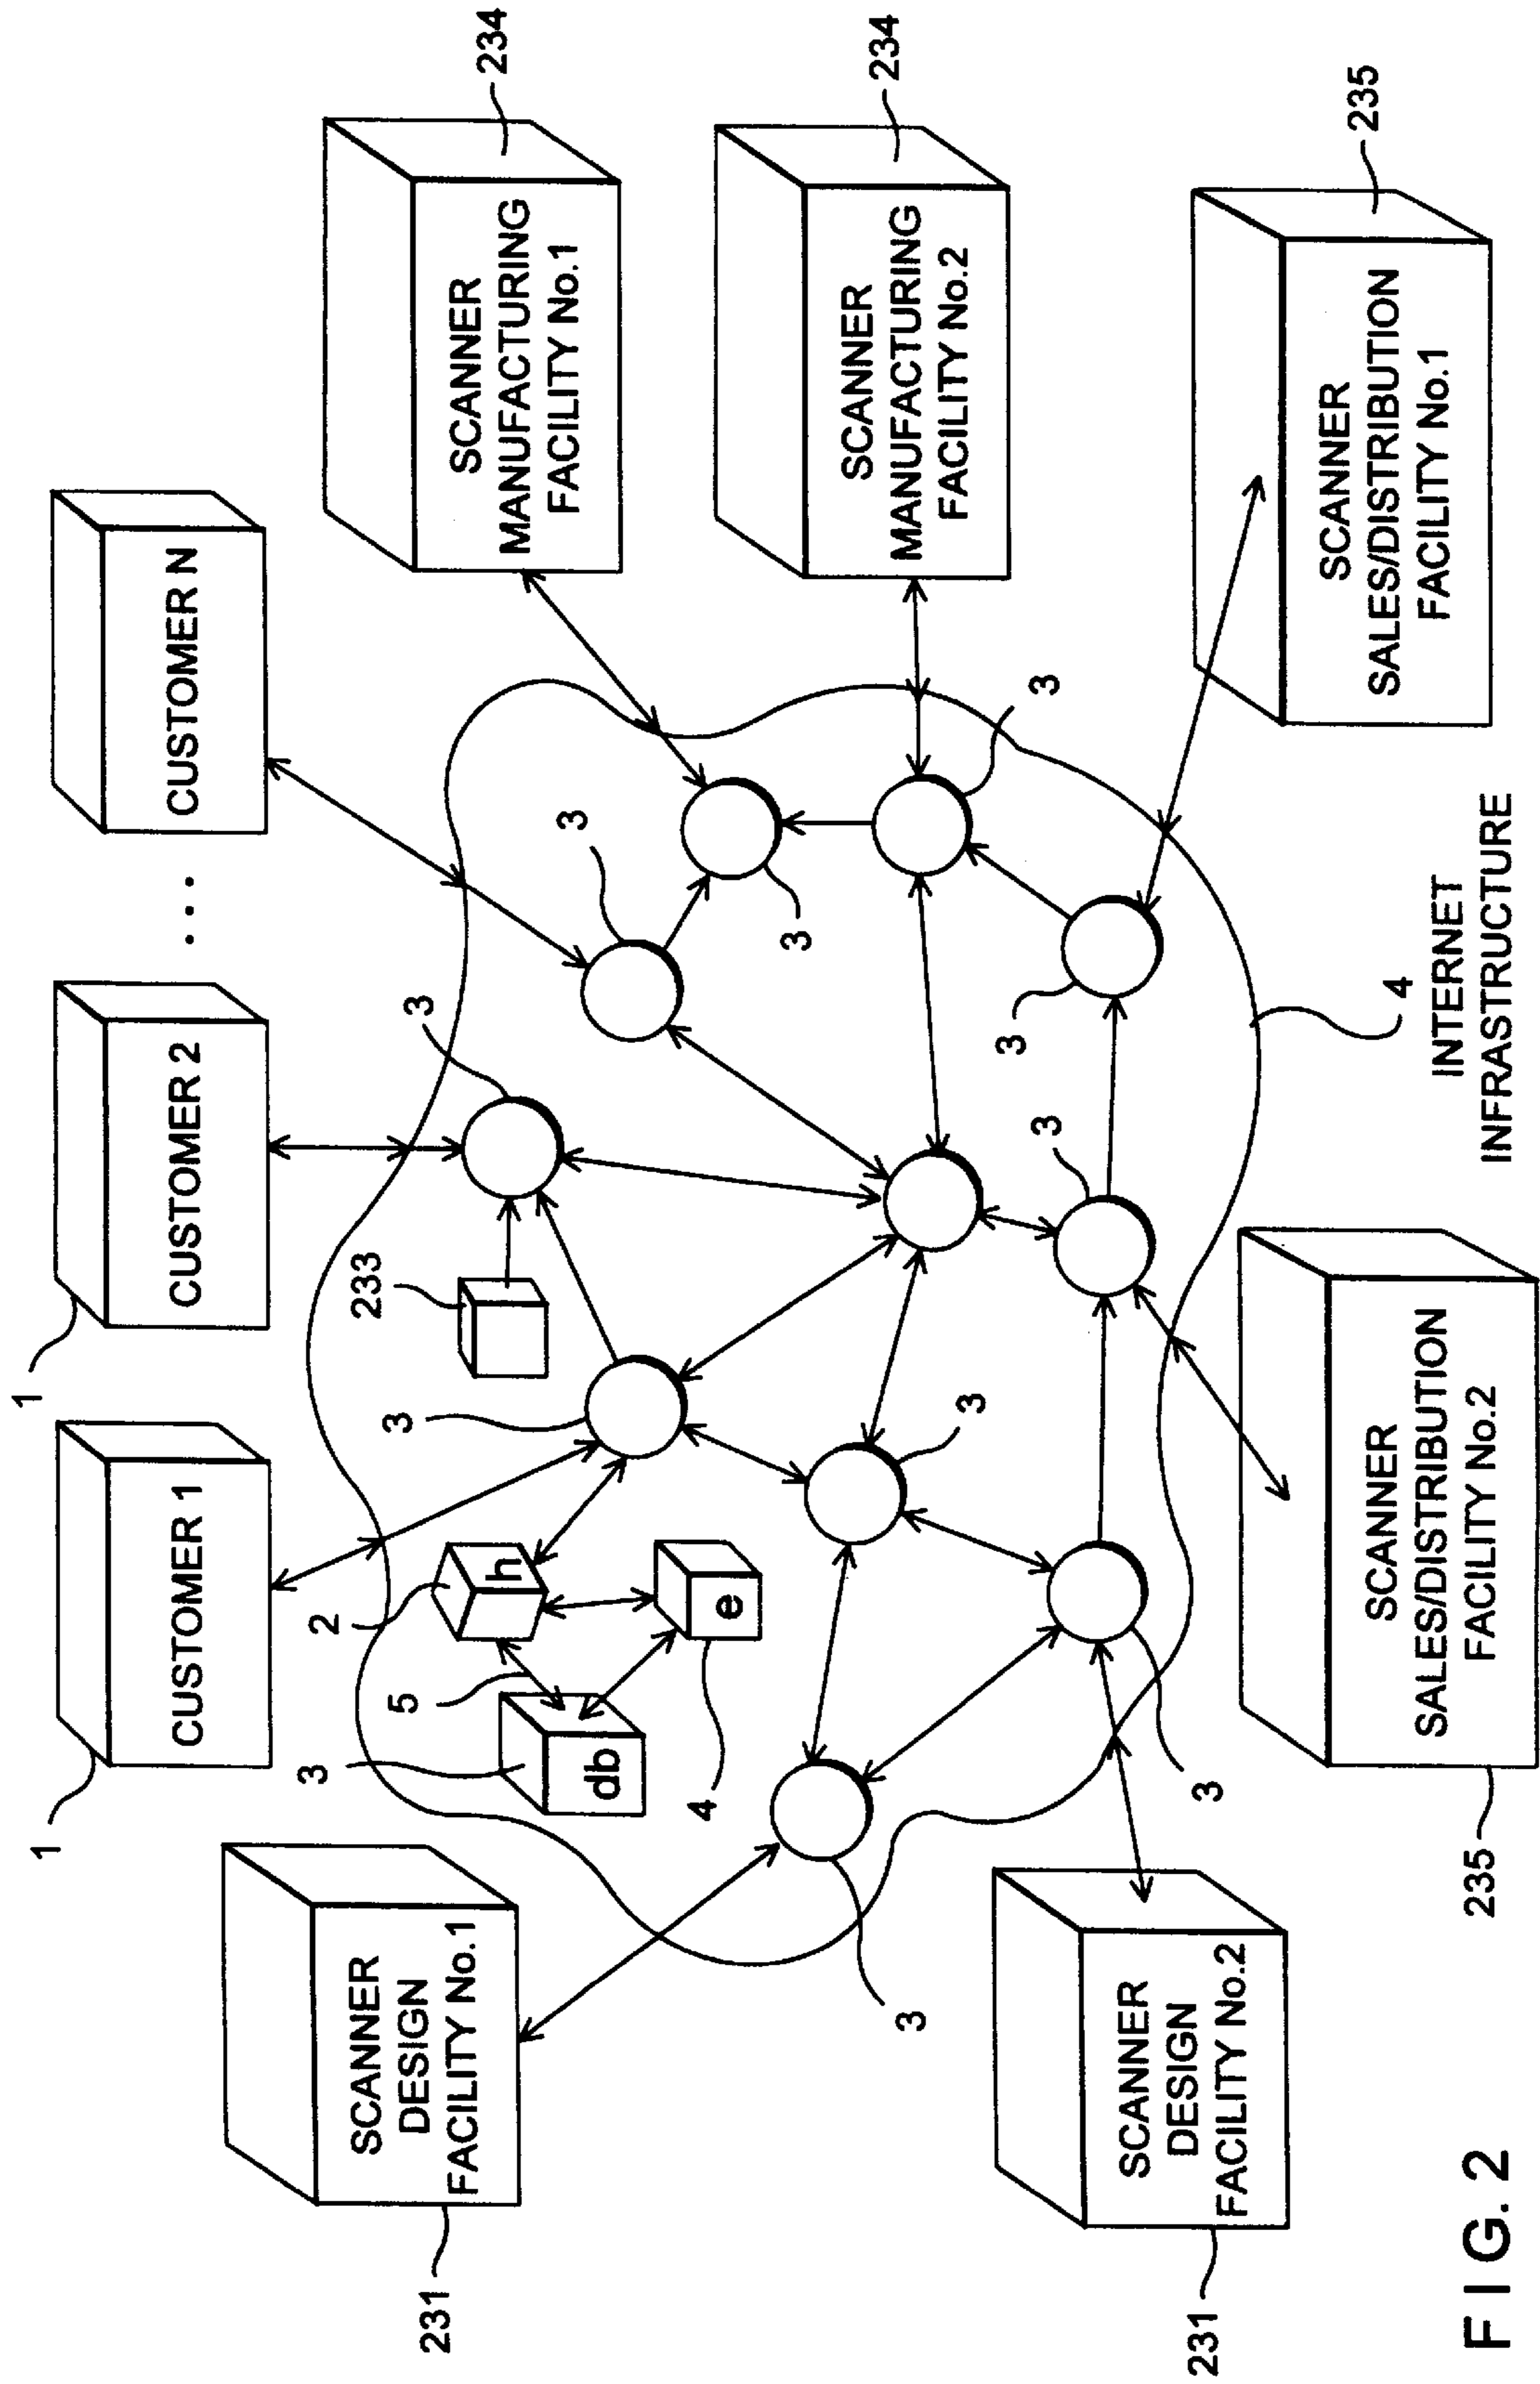 1
CUSTOMER 1
1
CUSTOMER 2
. . .
CUSTOMER N
231
SCANNER
DESIGN
FACILITY No.1
SCANNER
MANUFACTURING
FACILITY No.1
234
3
db
5
2
h
4
e
3
233
3
3
3
3
3
3
SCANNER
MANUFACTURING
FACILITY No.2
234
231
SCANNER
DESIGN
FACILITY No.2
3
3
3
4
INTERNET
INFRASTRUCTURE
SCANNER
SALES/DISTRIBUTION
FACILITY No.1
235
235
SCANNER
SALES/DISTRIBUTION
FACILITY No.2
FIG. 2